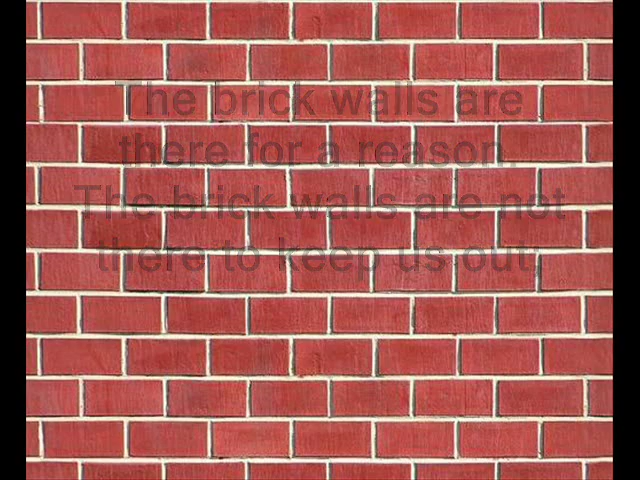 The brick walls are
there for a reason.
The brick walls are not
there to keep us out;